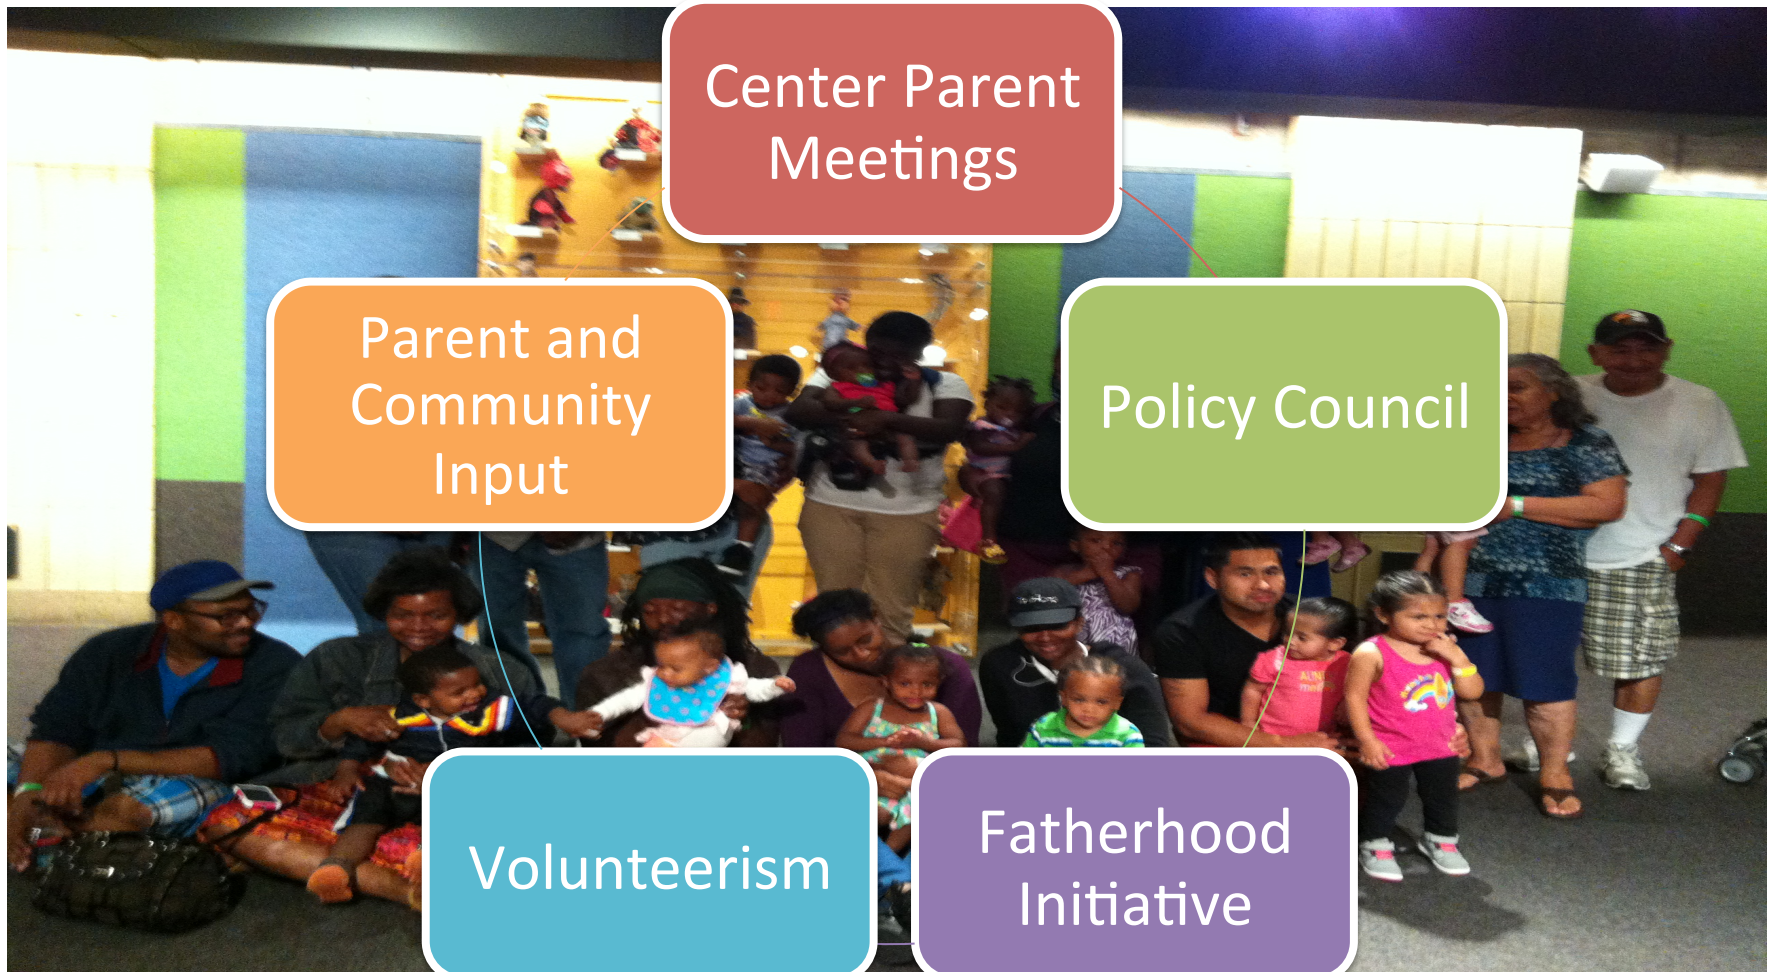 Center Parent
Meetings
Parent and
Community
Input
Policy Council
Volunteerism
Fatherhood
Initiative